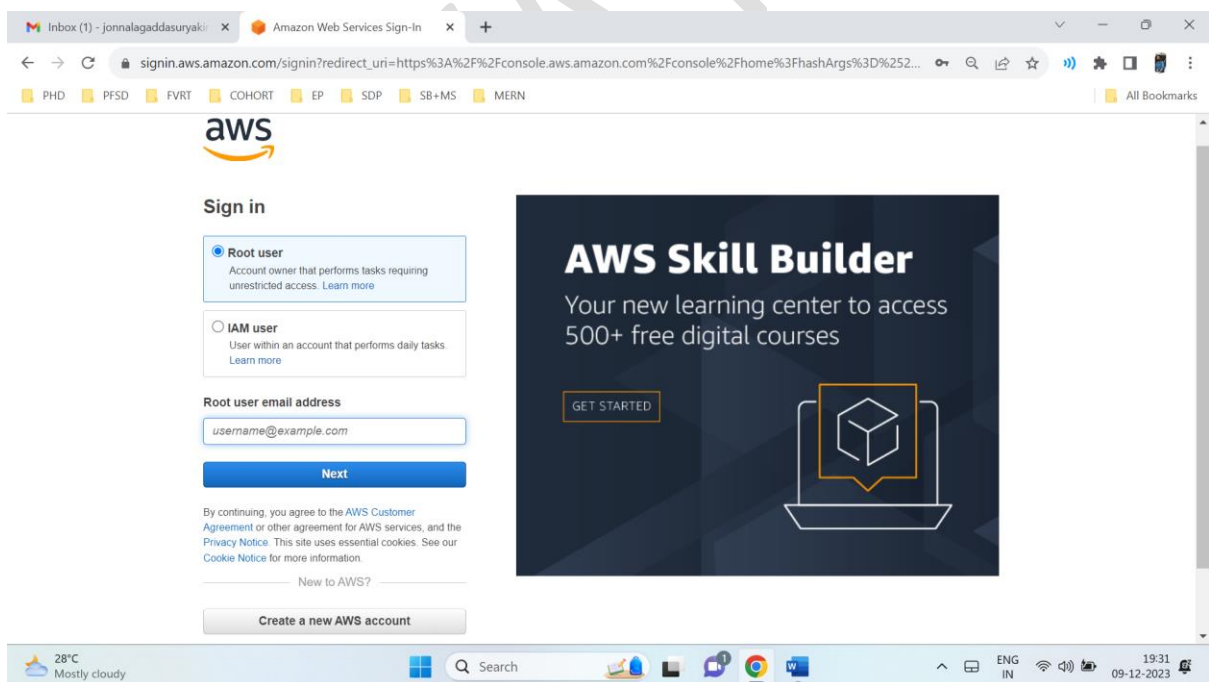 Inbox (1) - jonnalagaddasuryaki
Amazon Web Services Sign-In
signin.aws.amazon.com/signin?redirect_uri=https%3A%2F%2Fconsole.aws.amazon.com%2Fconsole%2Fhome%3FhashArgs%3D%252...
PHD PFSD FVRT COHORT EP SDP SB+MS MERN All Bookmarks
aws
Sign in
Root user
Account owner that performs tasks requiring
unrestricted access. Learn more
IAM user
User within an account that performs daily tasks.
Learn more
Root user email address
username@example.com
Next
By continuing, you agree to the AWS Customer
Agreement or other agreement for AWS services, and the
Privacy Notice. This site uses essential cookies. See our
Cookie Notice for more information.
New to AWS?
Create a new AWS account
AWS Skill Builder
Your new learning center to access
500+ free digital courses
GET STARTED
28°C
Mostly cloudy
Search
1
ENG
IN
19:31
09-12-2023